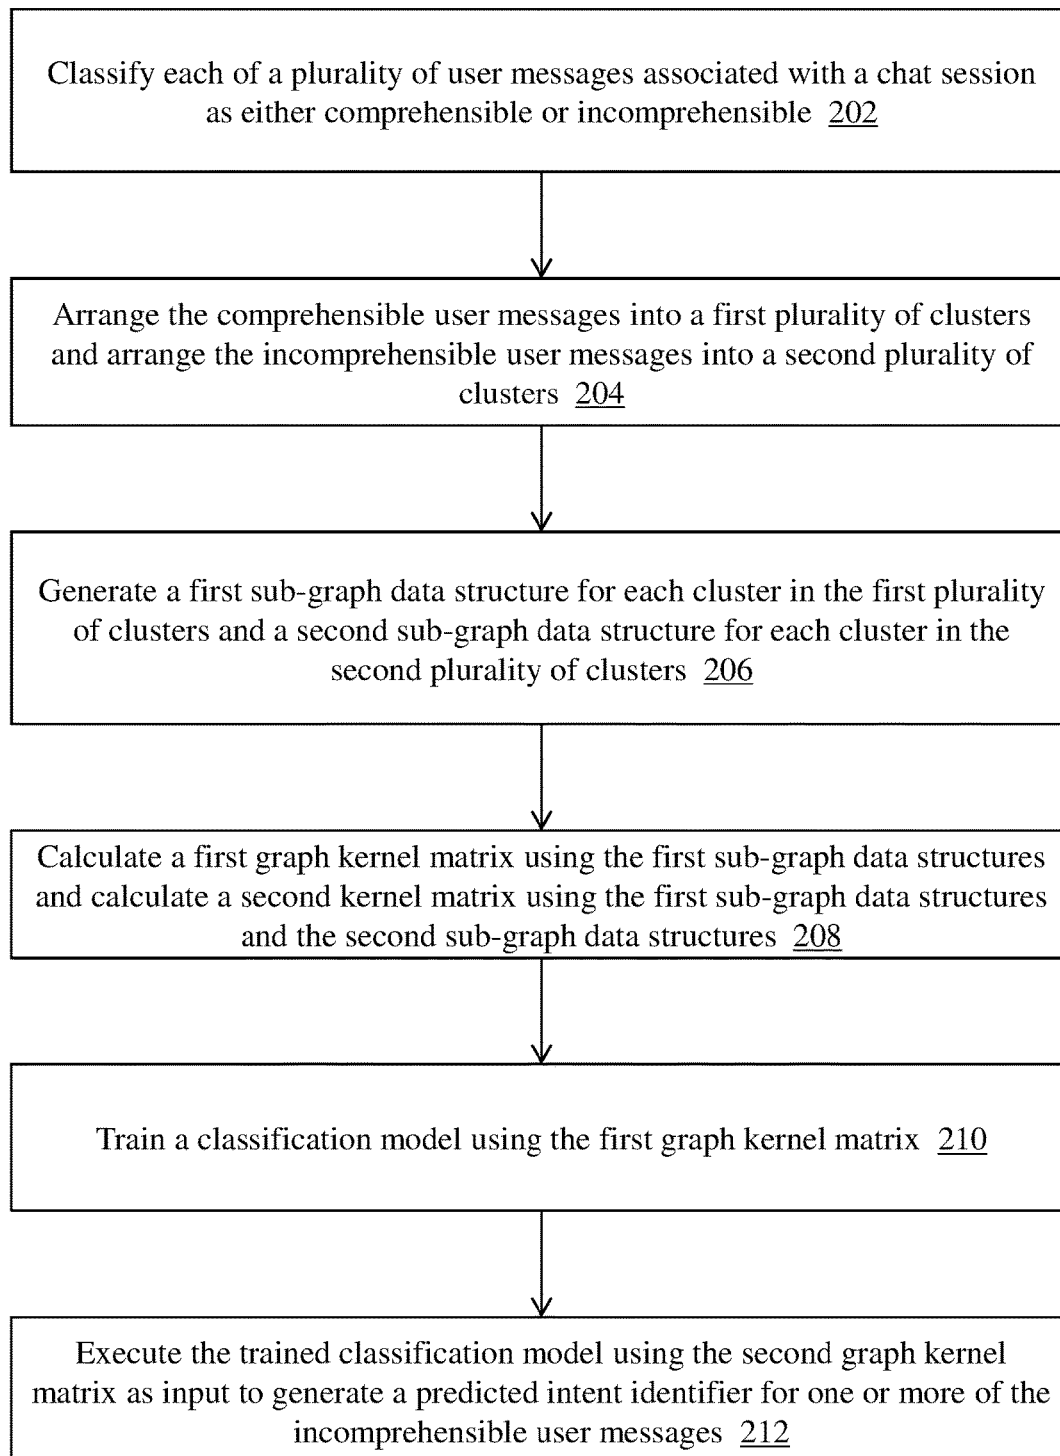 Classify each of a plurality of user messages associated with a chat session
as either comprehensible or incomprehensible 202
Arrange the comprehensible user messages into a first plurality of clusters
and arrange the incomprehensible user messages into a second plurality of
clusters 204
Generate a first sub-graph data structure for each cluster in the first plurality
of clusters and a second sub-graph data structure for each cluster in the
second plurality of clusters 206
Calculate a first graph kernel matrix using the first sub-graph data structures
and calculate a second kernel matrix using the first sub-graph data structures
and the second sub-graph data structures 208
Train a classification model using the first graph kernel matrix 210
Execute the trained classification model using the second graph kernel
matrix as input to generate a predicted intent identifier for one or more of the
incomprehensible user messages 212